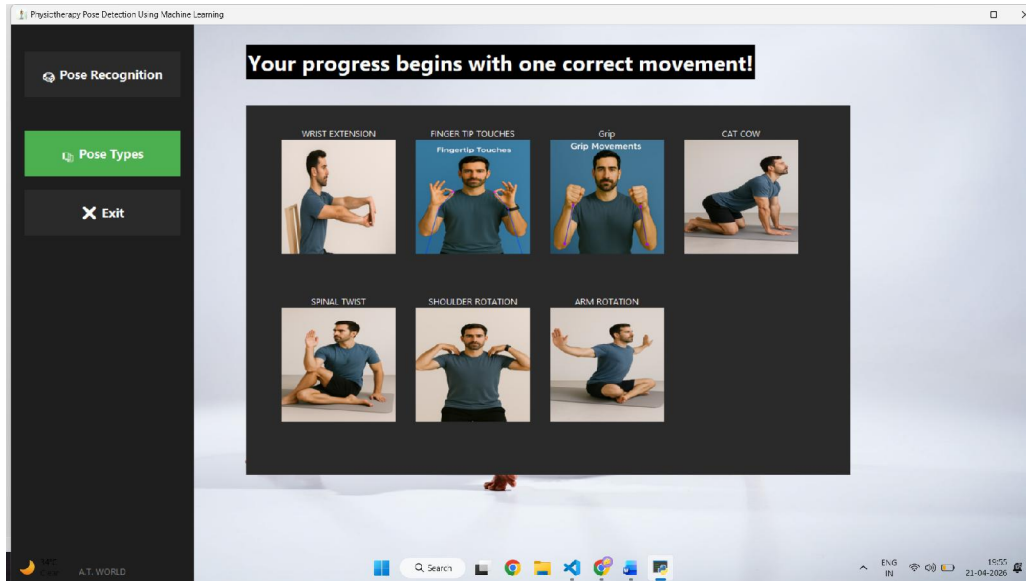 Physiotherapy Pose Detection Using Machine Learning
Pose Recognition
Pose Types
Exit
Your progress begins with one correct movement!
WRIST EXTENSION
FINGER TIP TOUCHES
Fingertip Touches
Grip
Grip Movements
CAT COW
SPINAL TWIST
SHOULDER ROTATION
ARM ROTATION
A.T. WORLD
Search
ENG
IN
19:55
21-04-2026